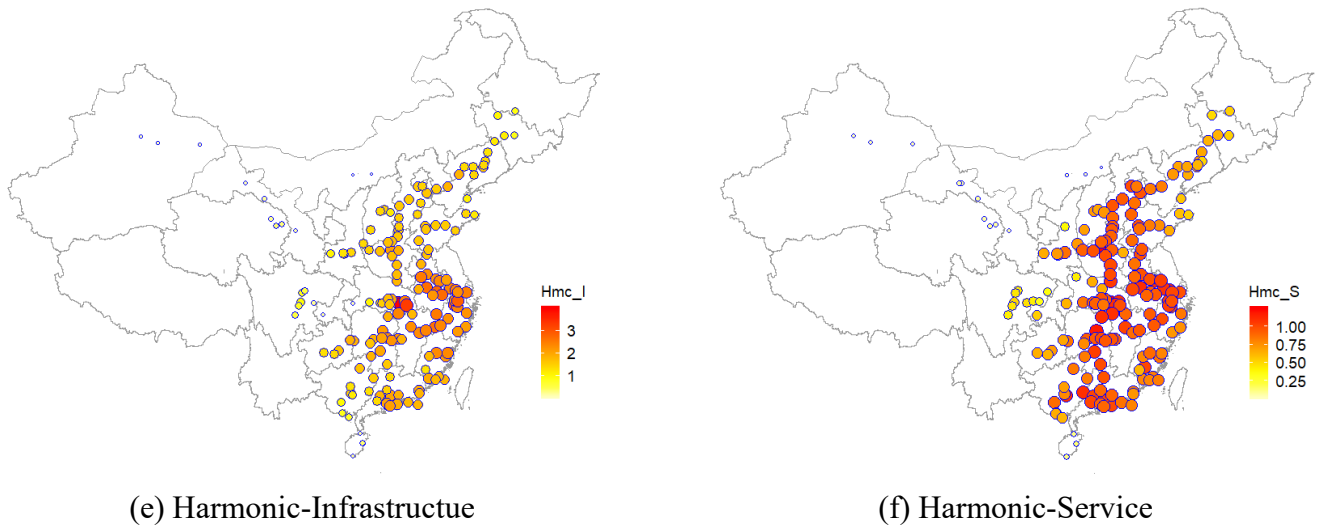 Hmc_I
3
2
1
Hmc_S
1.00
0.75
0.50
0.25
(e) Harmonic-Infrastructue
(f) Harmonic-Service